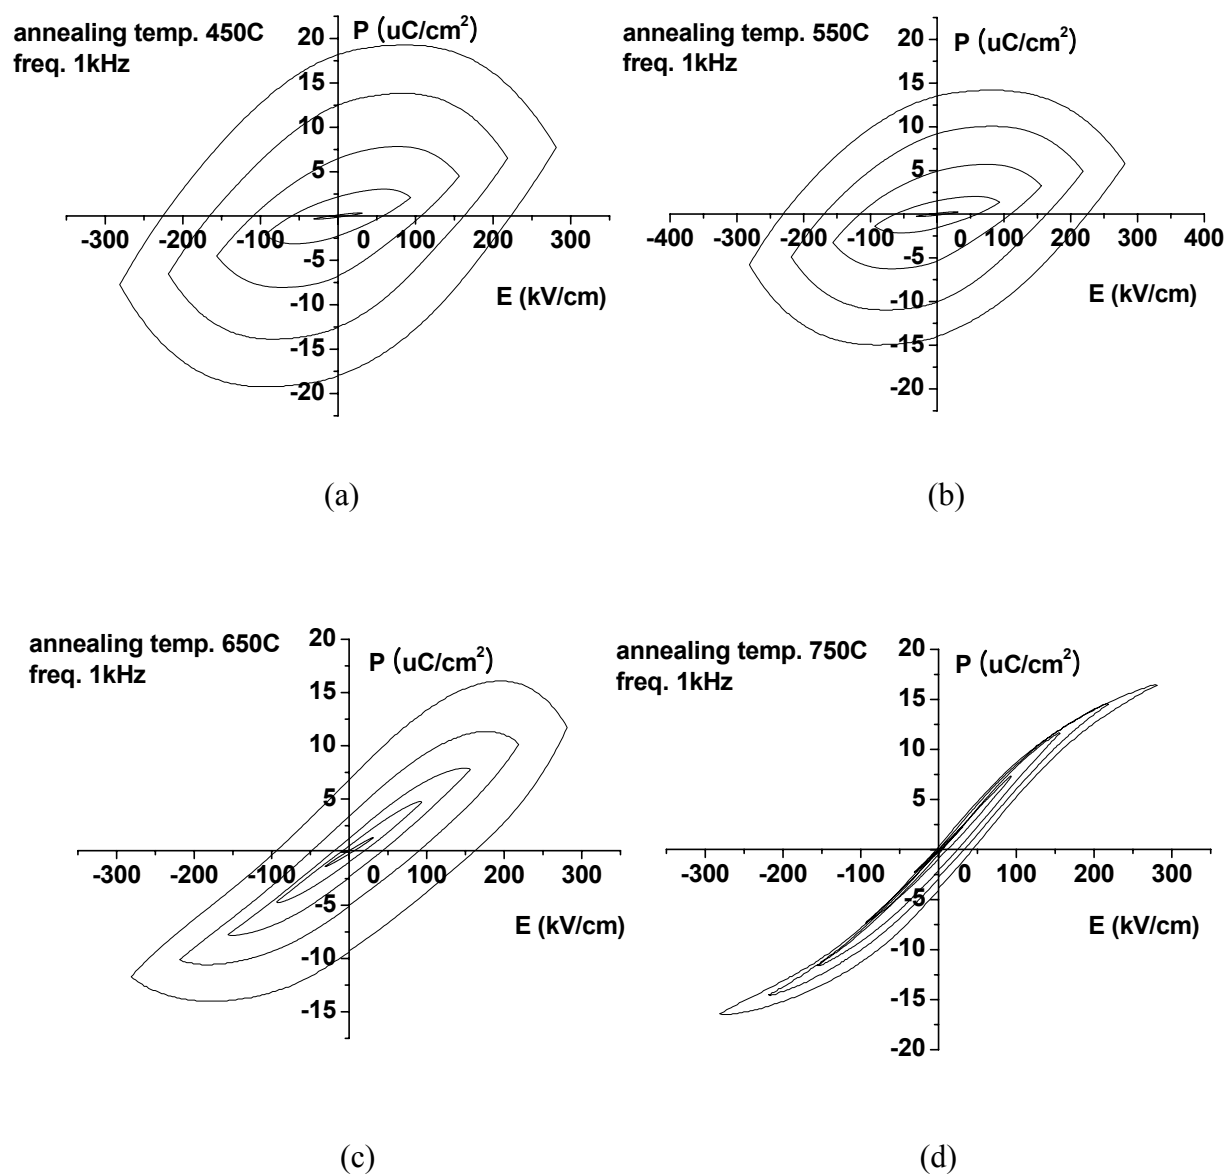 annealing temp. 450C
freq. 1kHz
P (uC/cm²)
20
15
10
5
-300 -200 -100 0 100 200 300
-5
-10
-15
-20
E (kV/cm)
(a)
annealing temp. 550C
freq. 1kHz
P (uC/cm²)
20
15
10
5
-400 -300 -200 -100 0 100 200 300 400
-5
-10
-15
-20
E (kV/cm)
(b)
annealing temp. 650C
freq. 1kHz
P (uC/cm²)
20
15
10
5
-300 -200 -100 0 100 200 300
-5
-10
-15
E (kV/cm)
(c)
annealing temp. 750C
freq. 1kHz
P (uC/cm²)
20
15
10
5
-300 -200 -100 0 100 200 300
-5
-10
-15
-20
E (kV/cm)
(d)